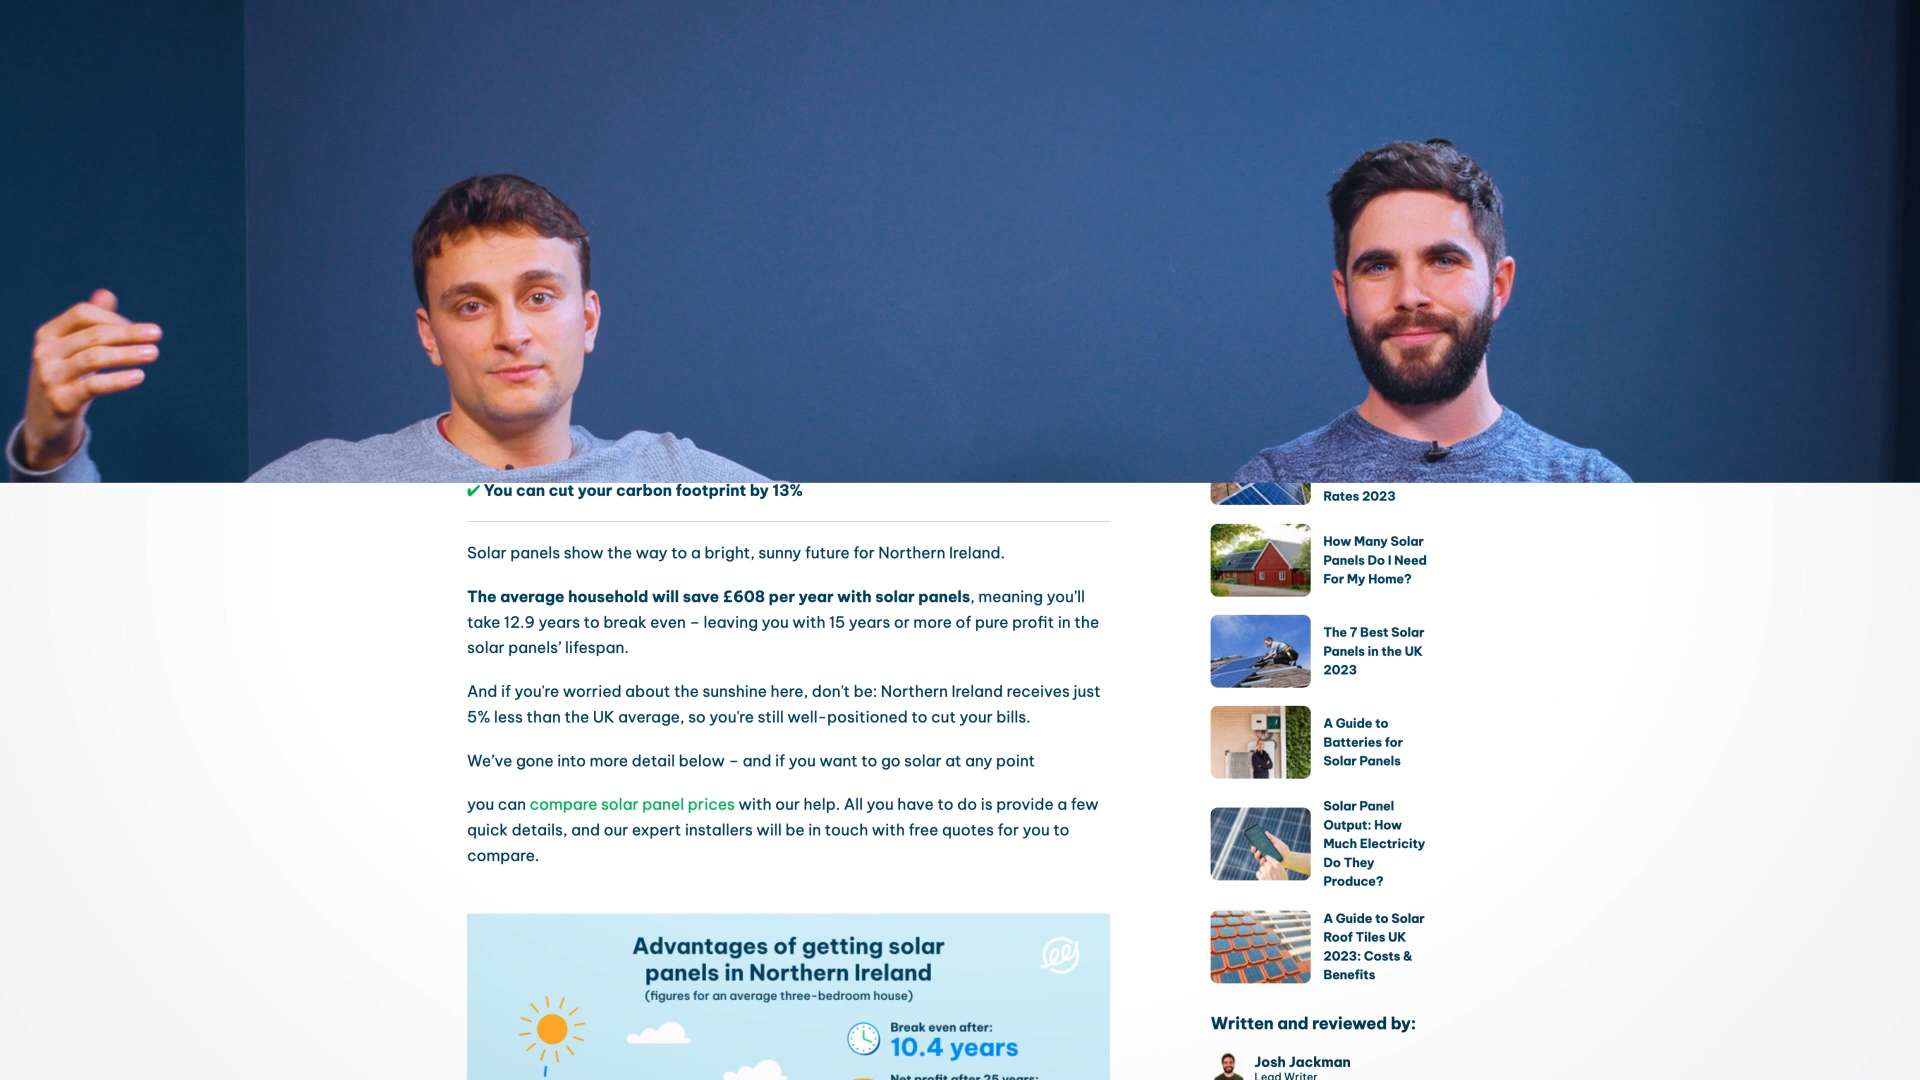 ✔ You can cut your carbon footprint by 13%
Solar panels show the way to a bright, sunny future for Northern Ireland.
The average household will save £608 per year with solar panels, meaning you’ll
take 12.9 years to break even – leaving you with 15 years or more of pure profit in the
solar panels’ lifespan.
And if you're worried about the sunshine here, don't be: Northern Ireland receives just
5% less than the UK average, so you're still well-positioned to cut your bills.
We’ve gone into more detail below – and if you want to go solar at any point
you can compare solar panel prices with our help. All you have to do is provide a few
quick details, and our expert installers will be in touch with free quotes for you to
compare.
Advantages of getting solar
panels in Northern Ireland
(figures for an average three-bedroom house)
Break even after:
10.4 years
Net profit after 25 years:
Rates 2023
How Many Solar
Panels Do I Need
For My Home?
The 7 Best Solar
Panels in the UK
2023
A Guide to
Batteries for
Solar Panels
Solar Panel
Output: How
Much Electricity
Do They
Produce?
A Guide to Solar
Roof Tiles UK
2023: Costs &
Benefits
Written and reviewed by:
Josh Jackman
Lead Writer